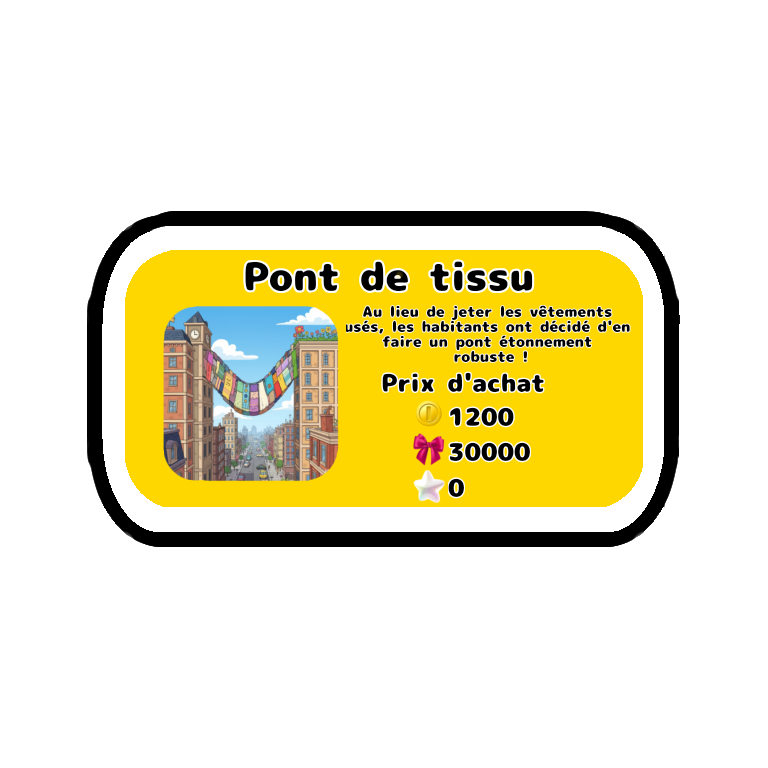 Pont de tissu
Au lieu de jeter les vêtements
usés, les habitants ont décidé d'en
faire un pont étonnement
robuste !
Prix d'achat
1200
30000
0